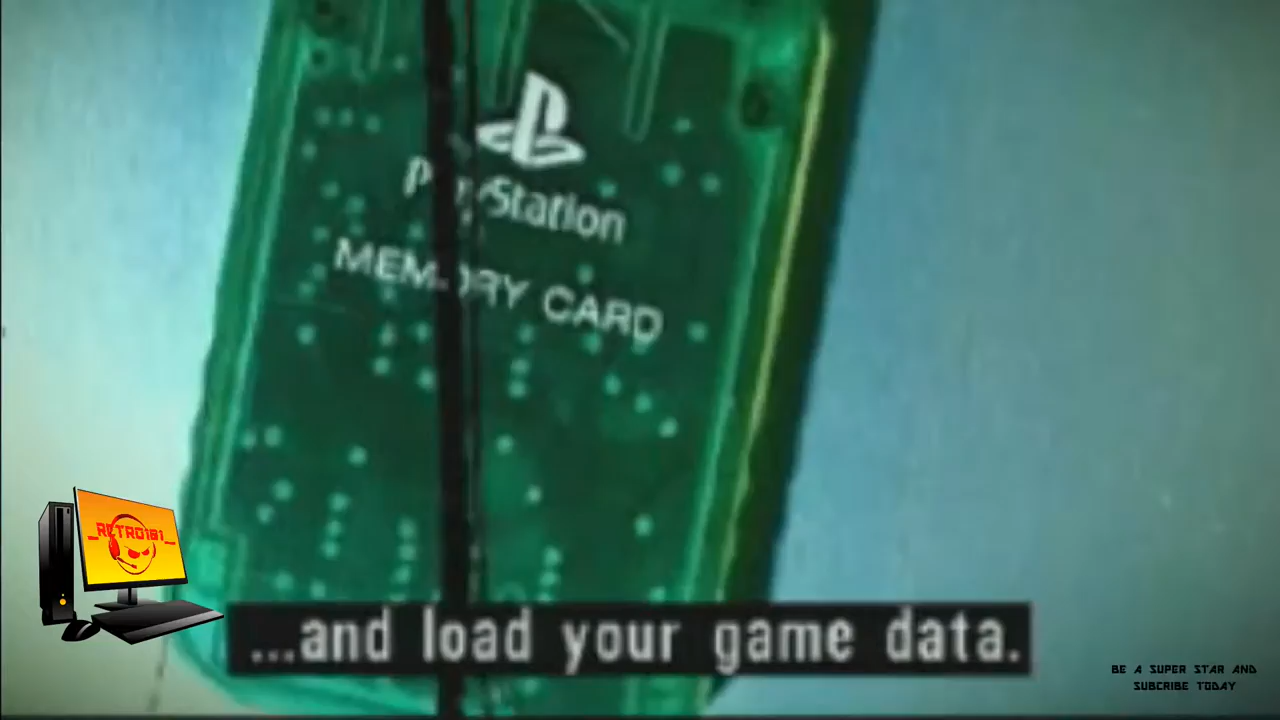 PlayStation
MEMORY CARD
_RETRO181_
...and load your game data.
BE A SUPER STAR AND
SUBCRIBE TODAY